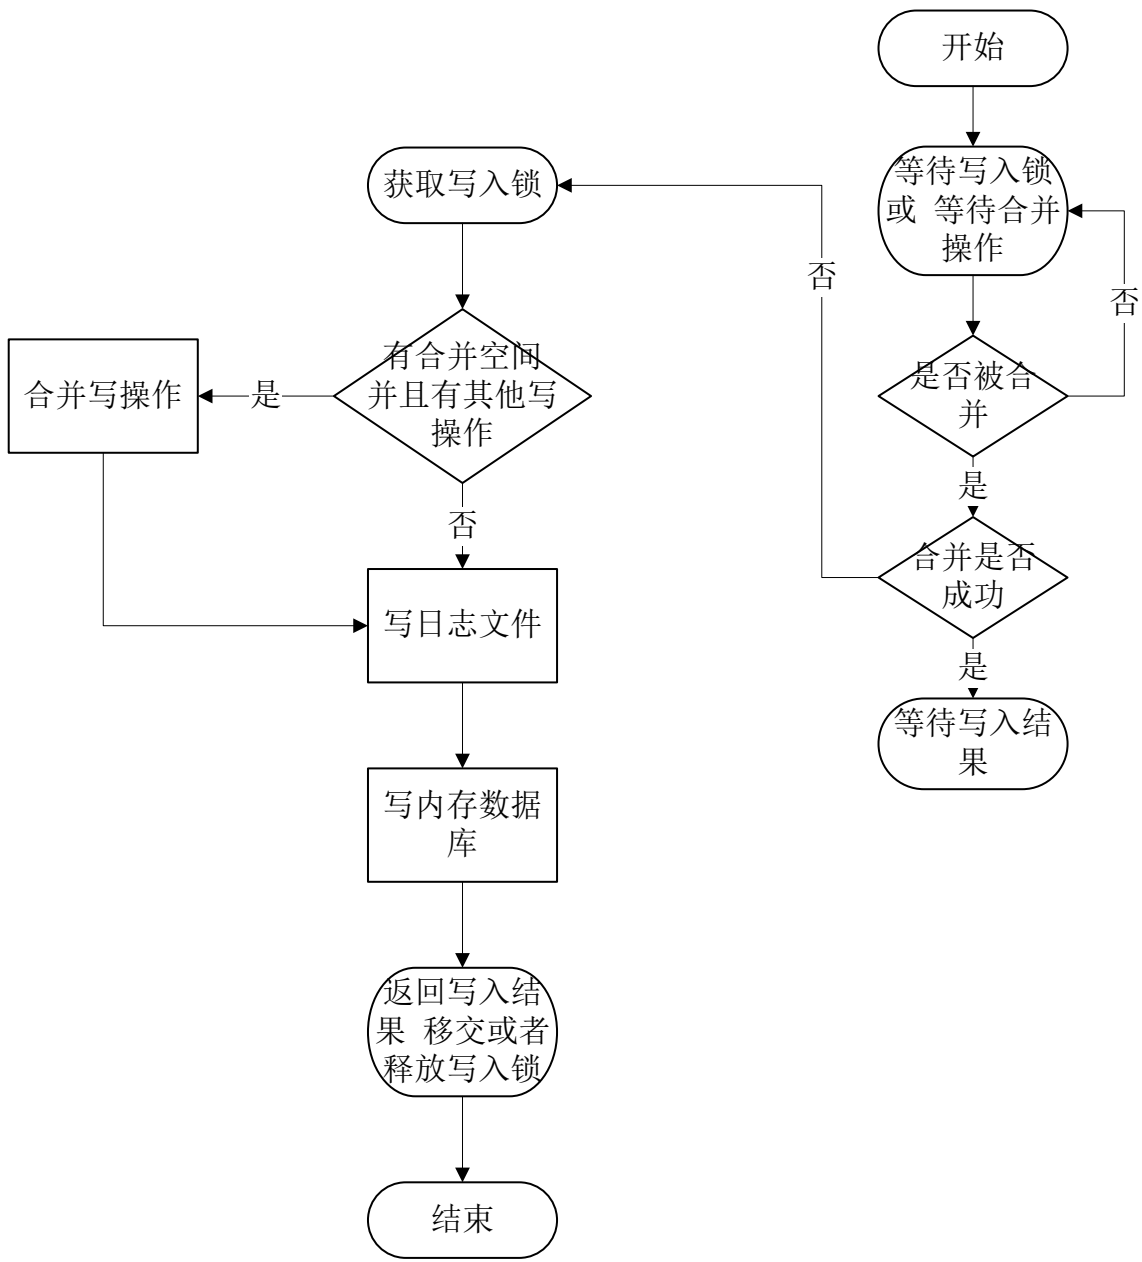 开始
等待写入锁
或 等待合并
操作
否
是否被合
并
是
合并是否
成功
否
是
等待写入结
果
获取写入锁
有合并空间
并且有其他写
操作
是
合并写操作
否
写日志文件
写内存数据
库
返回写入结
果 移交或者
释放写入锁
结束